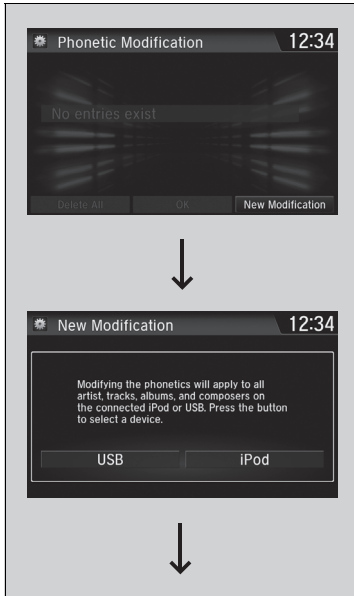 Phonetic Modification 12:34
No entries exist
Delete All OK New Modification
New Modification 12:34
Modifying the phonetics will apply to all
artist, tracks, albums, and composers on
the connected iPod or USB. Press the button
to select a device.
USB iPod